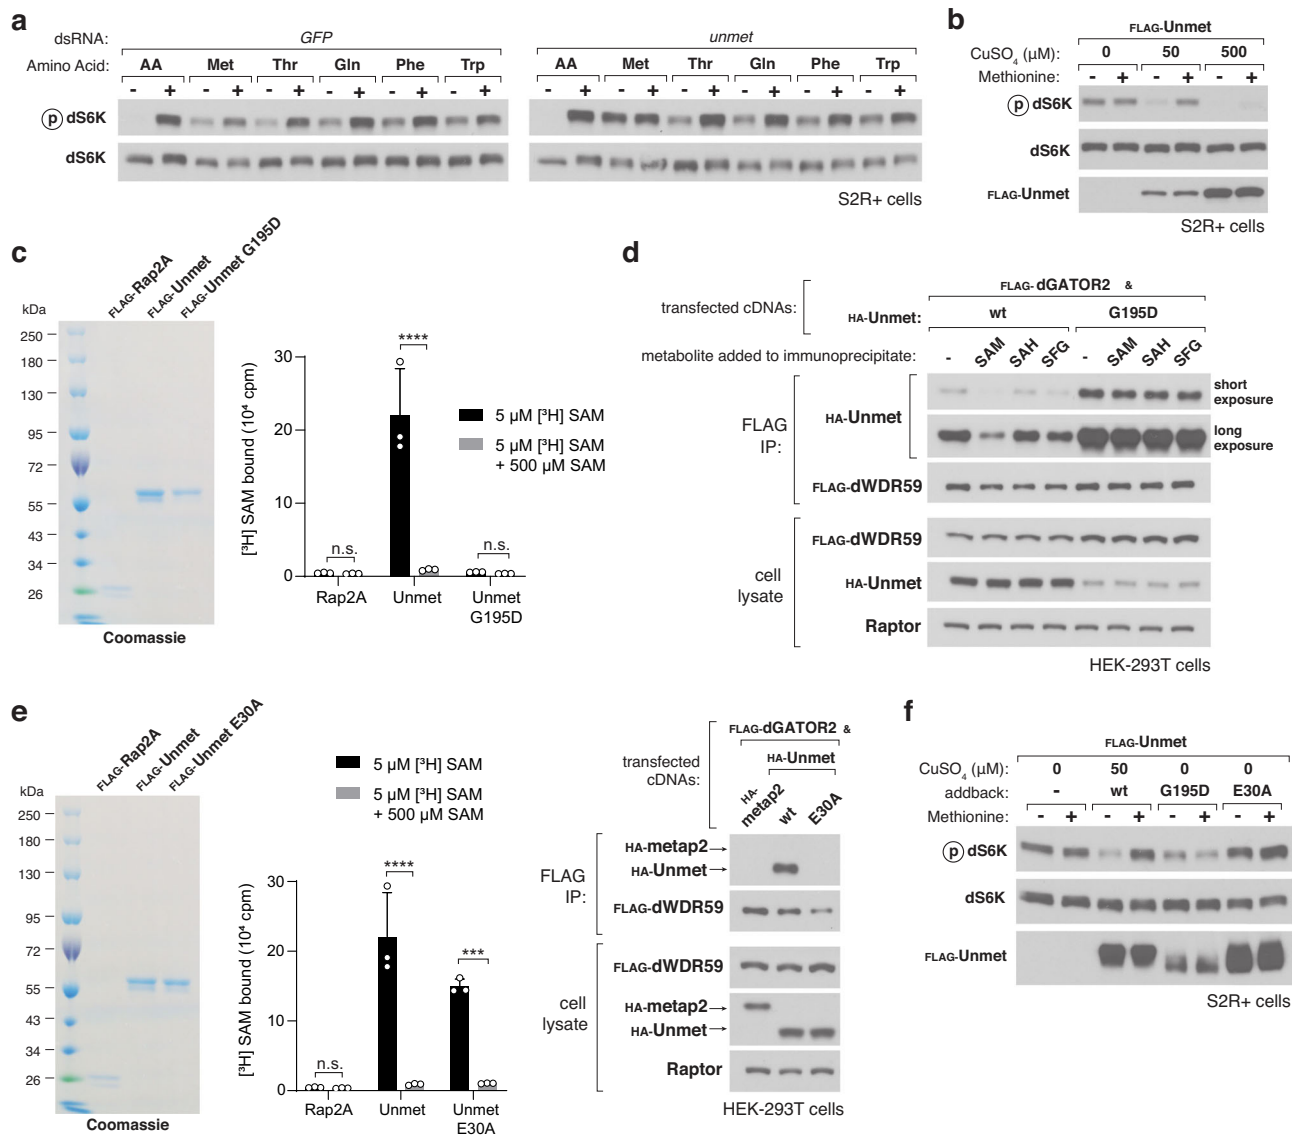 a
dsRNA: GFP unmet
Amino Acid: AA Met Thr Gln Phe Trp AA Met Thr Gln Phe Trp
- + - + - + - + - + - + - + - + - + - + - + - +
p dS6K
dS6K
S2R+ cells
b
FLAG-Unmet
CuSO4 (µM): 0 50 500
Methionine: - + - + - +
p dS6K
dS6K
FLAG-Unmet
S2R+ cells
c
FLAG-Rap2A
FLAG-Unmet
FLAG-Unmet G195D
kDa
250
180
130
95
72
55
43
34
26
Coomassie
[³H] SAM bound (10⁴ cpm)
30
20
10
0
n.s.
****
n.s.
5 µM [³H] SAM
5 µM [³H] SAM
+ 500 µM SAM
Rap2A Unmet Unmet
G195D
d
transfected cDNAs:
FLAG-dGATOR2 &
HA-Unmet: wt G195D
metabolite added to immunoprecipitate: - SAM SAH SFG - SAM SAH SFG
FLAG
IP:
HA-Unmet
short
exposure
long
exposure
FLAG-dWDR59
cell
lysate
FLAG-dWDR59
HA-Unmet
Raptor
HEK-293T cells
e
FLAG-Rap2A
FLAG-Unmet
FLAG-Unmet E30A
kDa
250
180
130
95
72
55
43
34
26
Coomassie
5 µM [³H] SAM
5 µM [³H] SAM
+ 500 µM SAM
[³H] SAM bound (10⁴ cpm)
30
20
10
0
n.s.
****
***
Rap2A Unmet Unmet
E30A
transfected
cDNAs:
FLAG-dGATOR2 &
HA-Unmet
HA-
metap2
wt
E30A
FLAG
IP:
HA-metap2
HA-Unmet
FLAG-dWDR59
cell
lysate
FLAG-dWDR59
HA-metap2
HA-Unmet
Raptor
HEK-293T cells
f
FLAG-Unmet
CuSO4 (µM): 0 50 0 0
addback: - wt G195D E30A
Methionine: - + - + - + - +
p dS6K
dS6K
FLAG-Unmet
S2R+ cells